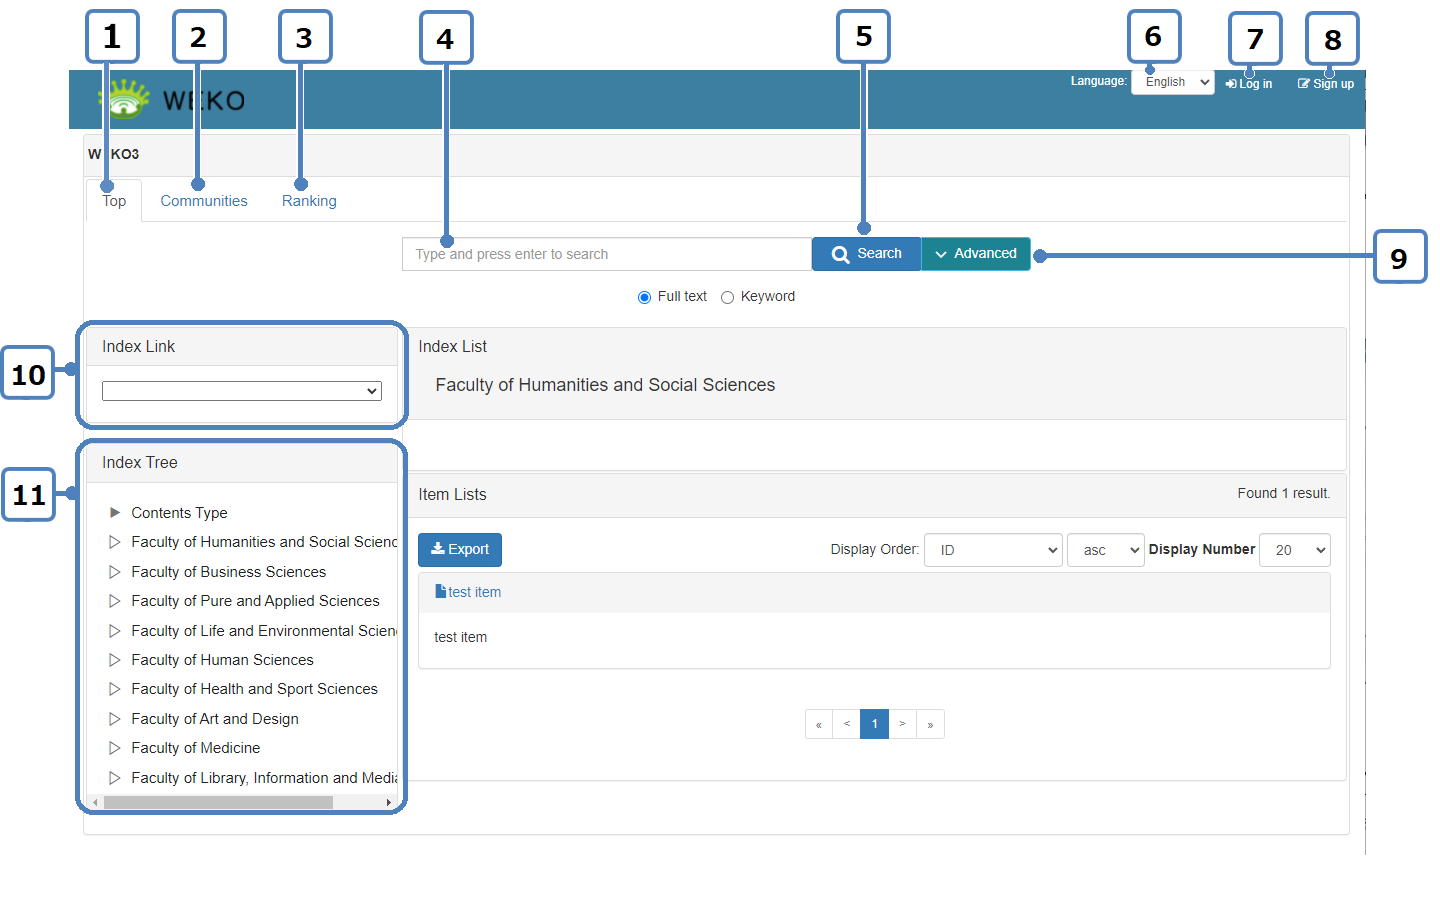 1 2 3 4 5 6 7 8
Language: English Log in Sign up
WEKO
WEKO3
Top Communities Ranking
Type and press enter to search Search Advanced
9
Full text Keyword
10
Index Link
Index List
Faculty of Humanities and Social Sciences
11
Index Tree
Contents Type
Faculty of Humanities and Social Scienc
Faculty of Business Sciences
Faculty of Pure and Applied Sciences
Faculty of Life and Environmental Scien
Faculty of Human Sciences
Faculty of Health and Sport Sciences
Faculty of Art and Design
Faculty of Medicine
Faculty of Library, Information and Media
Item Lists Found 1 result.
Export Display Order: ID asc Display Number 20
test item
test item
« < 1 > »